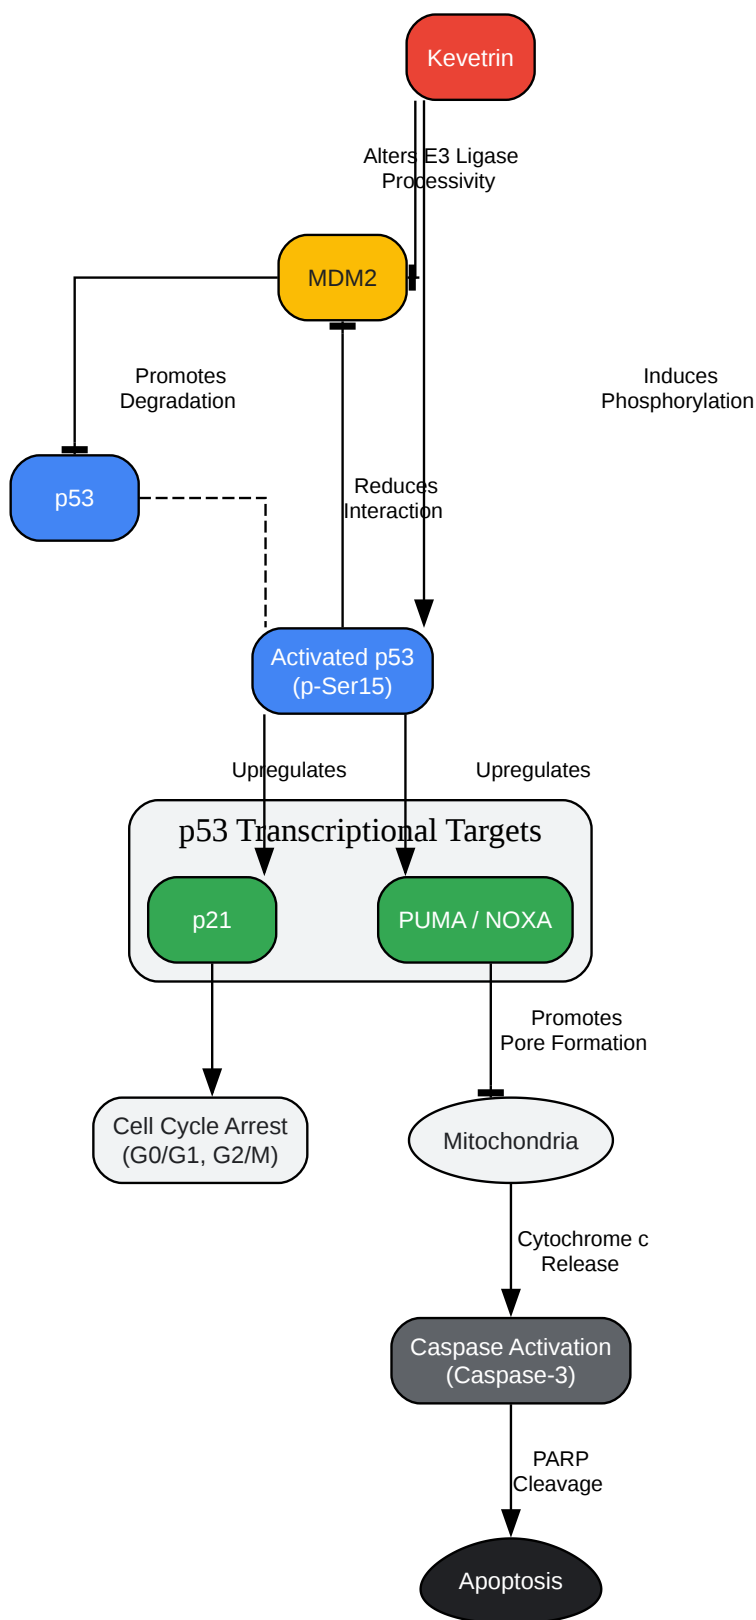 Kevetrin
Alters E3 Ligase
Processivity
MDM2
Promotes
Degradation
Induces
Phosphorylation
p53
Reduces
Interaction
Activated p53
(p-Ser15)
Upregulates
Upregulates
p53 Transcriptional Targets
p21
PUMA / NOXA
Promotes
Pore Formation
Cell Cycle Arrest
(G0/G1, G2/M)
Mitochondria
Cytochrome c
Release
Caspase Activation
(Caspase-3)
PARP
Cleavage
Apoptosis